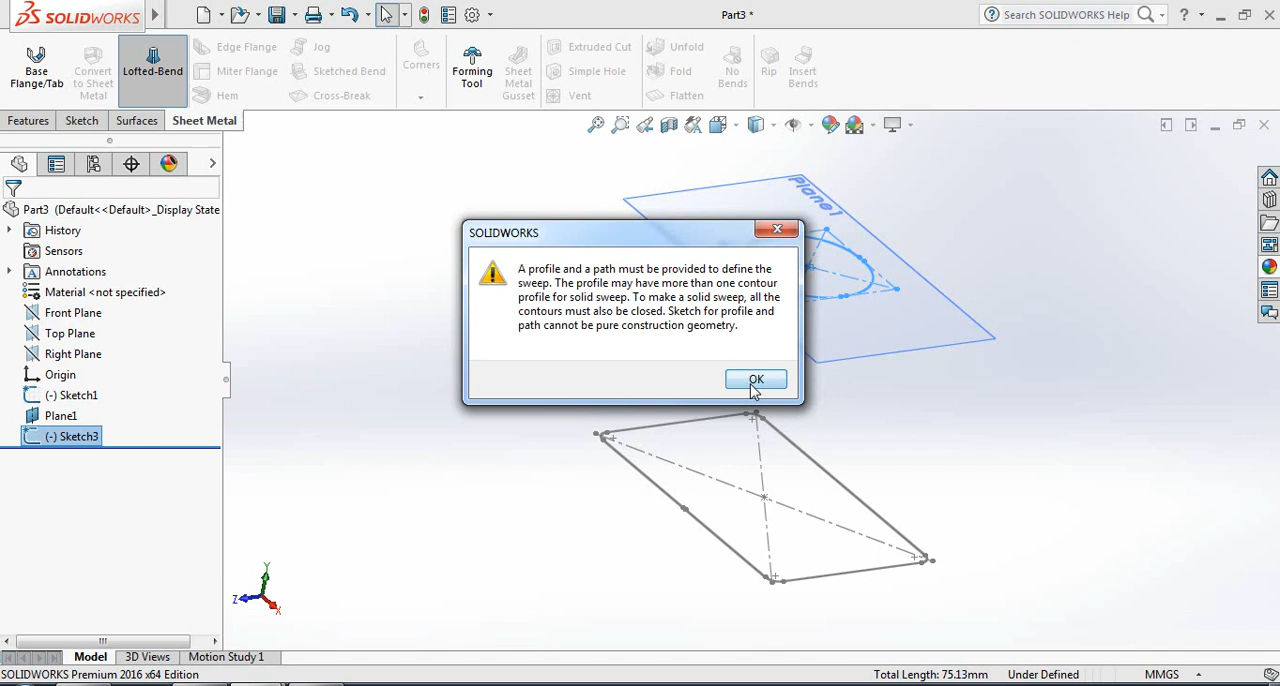 SOLIDWORKS
Part3 *
Search SOLIDWORKS Help
Base Flange/Tab
Convert to Sheet Metal
Lofted-Bend
Edge Flange
Miter Flange
Hem
Jog
Sketched Bend
Cross-Break
Corners
Forming Tool
Sheet Metal Gusset
Extruded Cut
Simple Hole
Vent
Unfold
Fold
Flatten
No Bends
Rip
Insert Bends
Features
Sketch
Surfaces
Sheet Metal
Part3 (Default<<Default>_Display State
History
Sensors
Annotations
Material <not specified>
Front Plane
Top Plane
Right Plane
Origin
(-) Sketch1
Plane1
(-) Sketch3
Plane1
SOLIDWORKS
A profile and a path must be provided to define the
sweep. The profile may have more than one contour
profile for solid sweep. To make a solid sweep, all the
contours must also be closed. Sketch for profile and
path cannot be pure construction geometry.
OK
Y
Z
X
Model
3D Views
Motion Study 1
SOLIDWORKS Premium 2016 x64 Edition
Total Length: 75.13mm
Under Defined
MMGS